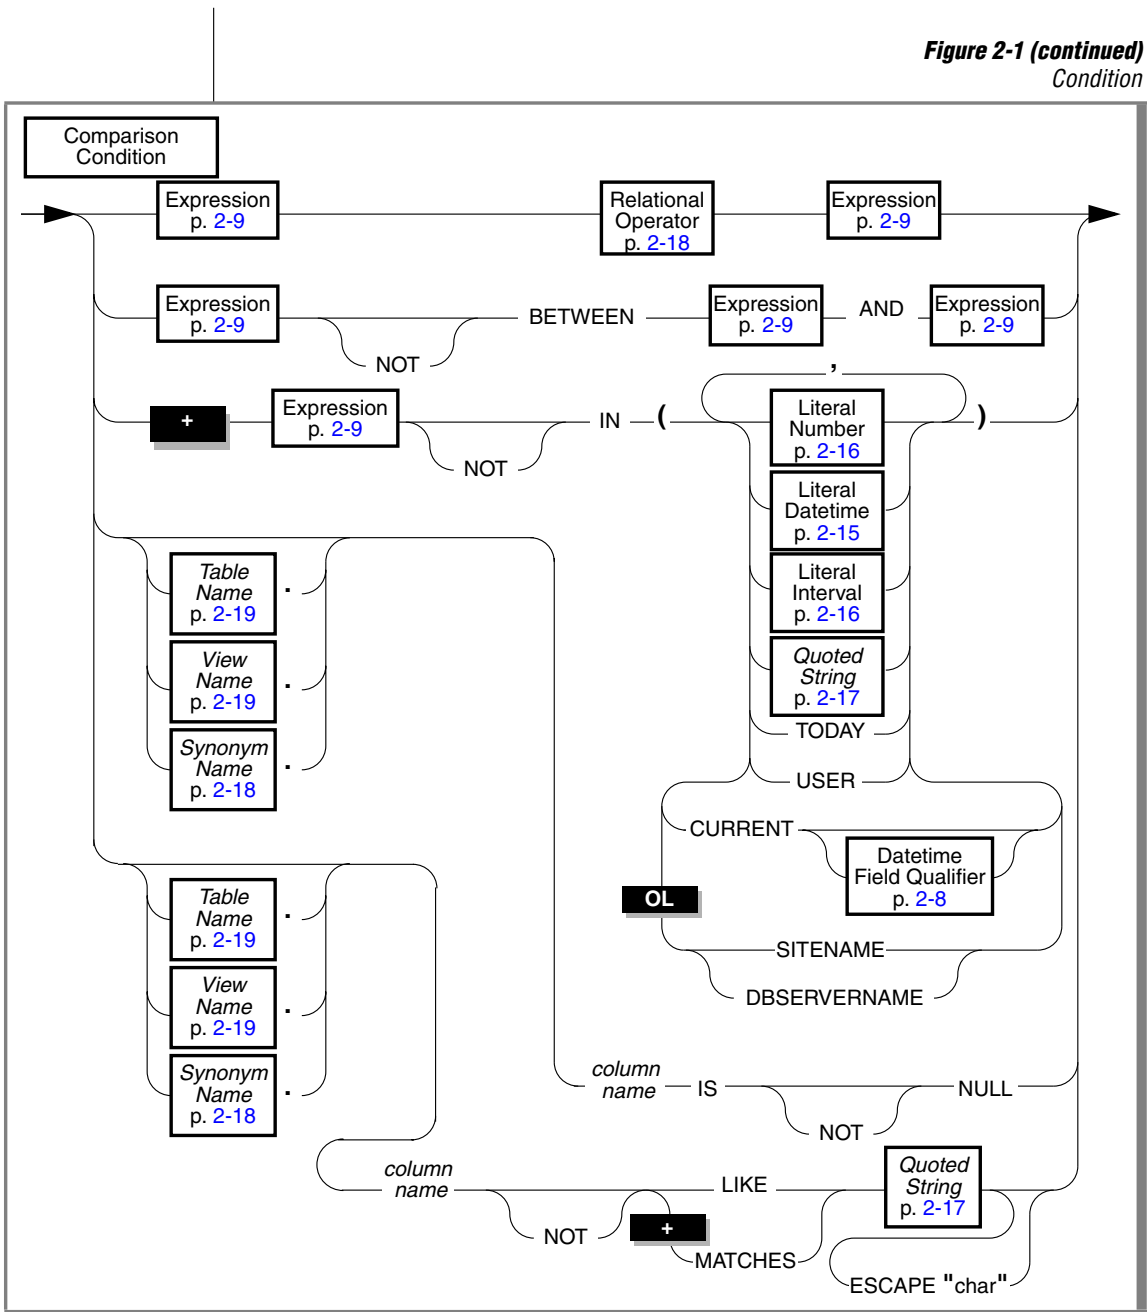 Figure 2-1 (continued)
Condition
Comparison
Condition
Expression
p. 2-9
Relational
Operator
p. 2-18
Expression
p. 2-9
Expression
p. 2-9
NOT
BETWEEN
Expression
p. 2-9
AND
Expression
p. 2-9
+
Expression
p. 2-9
NOT
IN
(
,
Literal
Number
p. 2-16
)
Literal
Datetime
p. 2-15
Literal
Interval
p. 2-16
Quoted
String
p. 2-17
TODAY
USER
CURRENT
Datetime
Field Qualifier
p. 2-8
OL
SITENAME
DBSERVERNAME
Table
Name
p. 2-19
.
View
Name
p. 2-19
.
Synonym
Name
p. 2-18
.
column
name
IS
NOT
NULL
Table
Name
p. 2-19
.
View
Name
p. 2-19
.
Synonym
Name
p. 2-18
.
column
name
NOT
LIKE
+
MATCHES
Quoted
String
p. 2-17
ESCAPE "char"